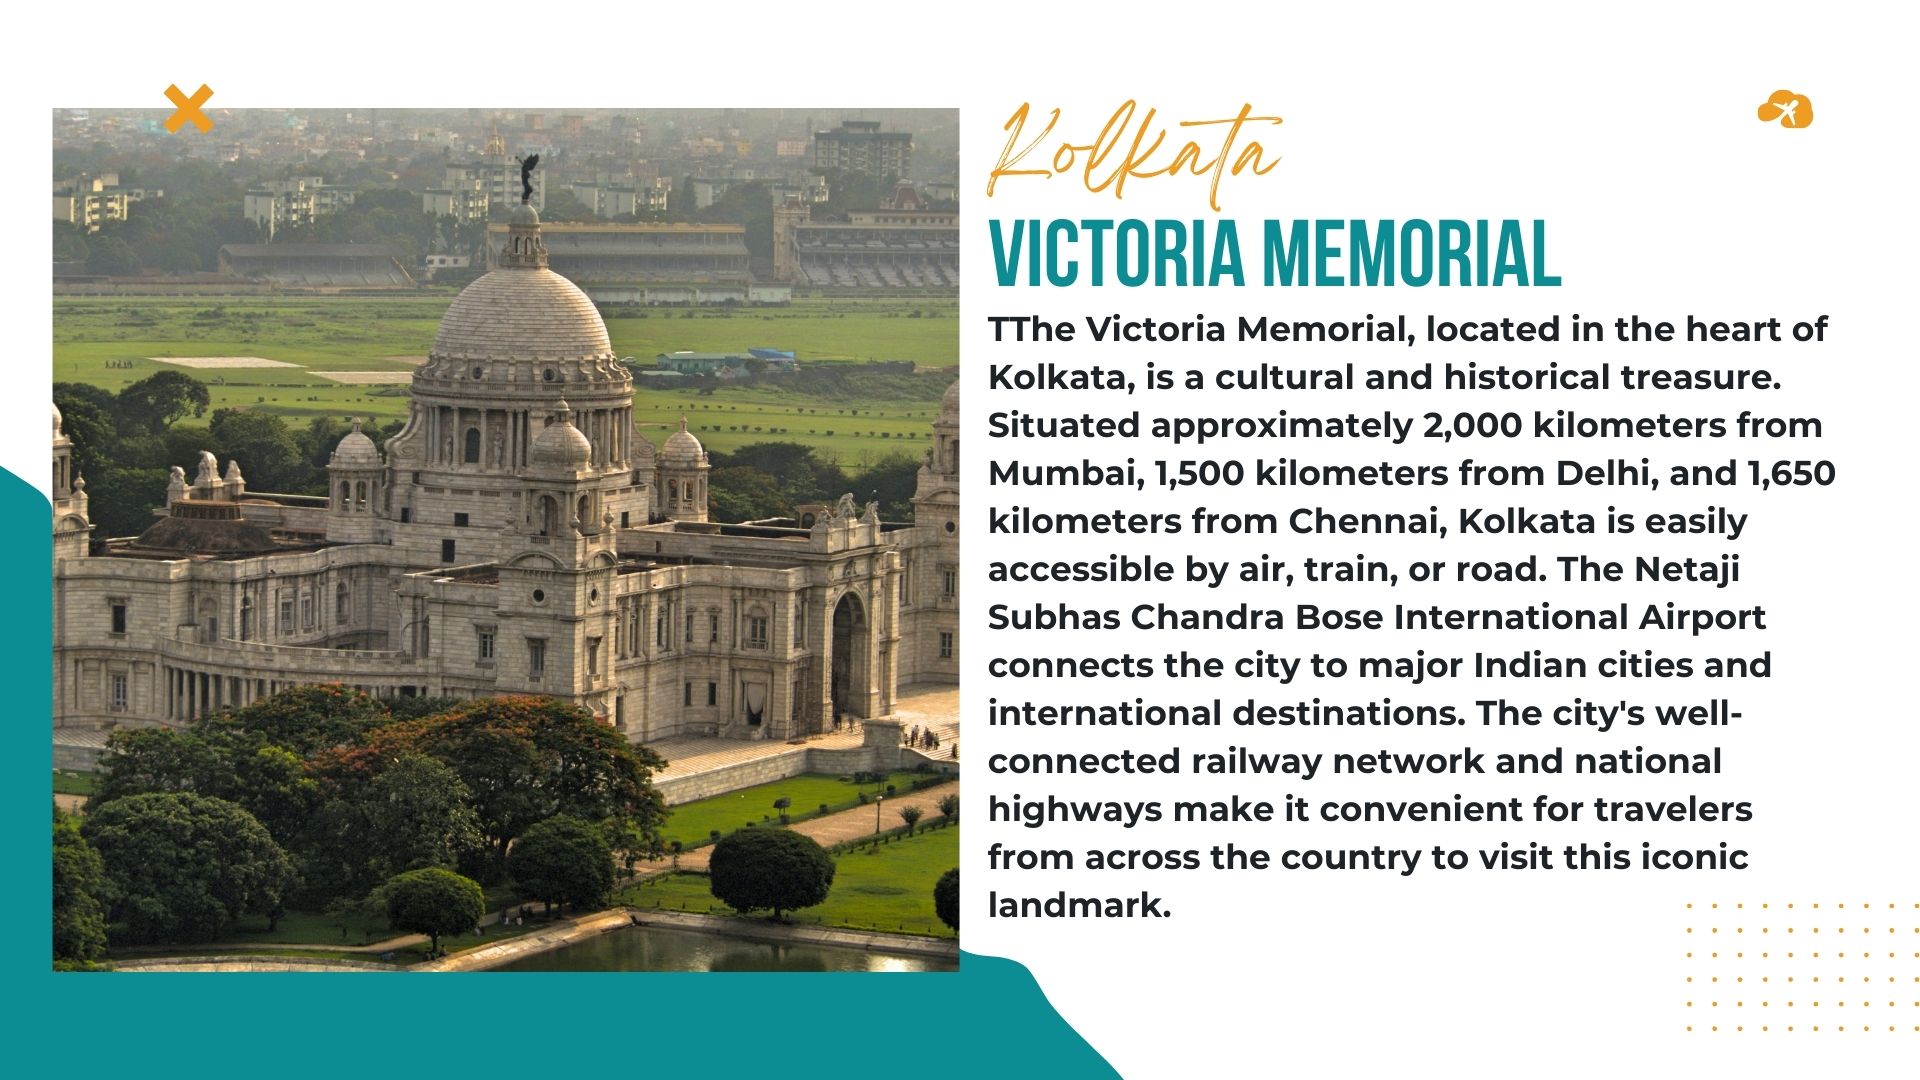 Kolkata
VICTORIA MEMORIAL
TThe Victoria Memorial, located in the heart of
Kolkata, is a cultural and historical treasure.
Situated approximately 2,000 kilometers from
Mumbai, 1,500 kilometers from Delhi, and 1,650
kilometers from Chennai, Kolkata is easily
accessible by air, train, or road. The Netaji
Subhas Chandra Bose International Airport
connects the city to major Indian cities and
international destinations. The city's well-
connected railway network and national
highways make it convenient for travelers
from across the country to visit this iconic
landmark.